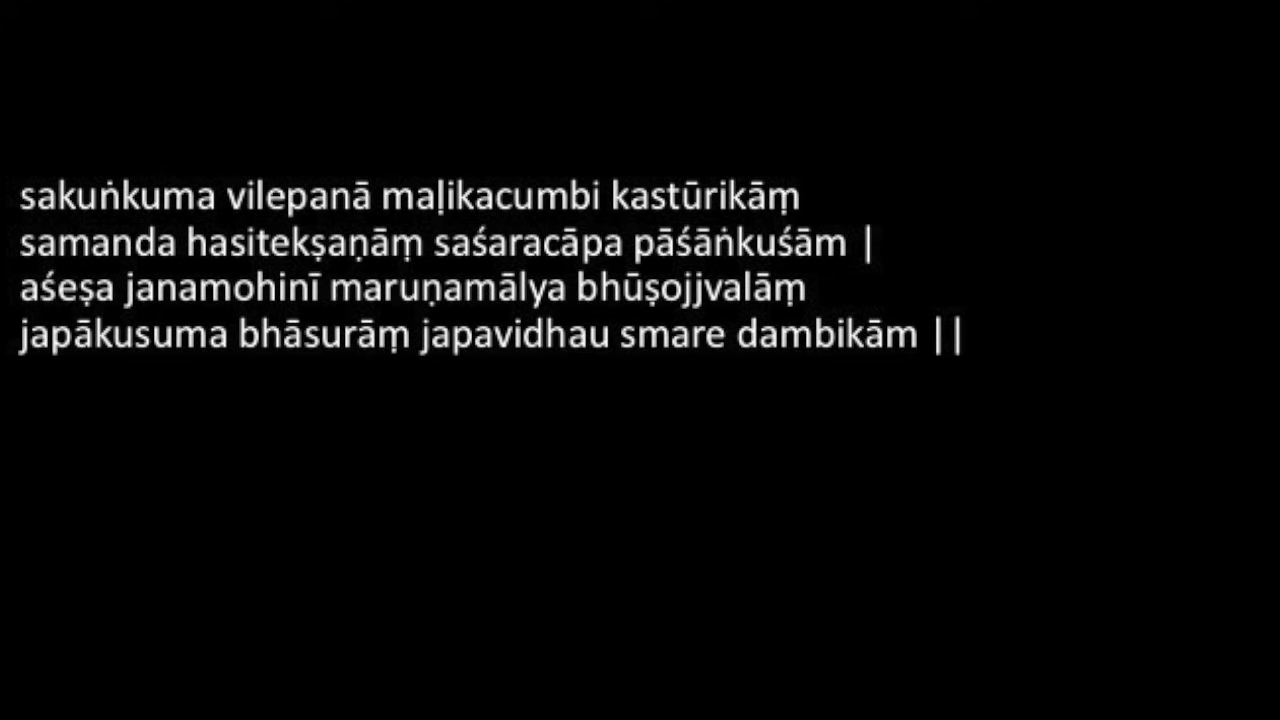 sakuṅkuma vilepanā maḷikacumbi kastūrikāṃ
samanda hasitekṣaṇāṃ saśaracāpa pāśāṅkuśām |
aśeṣa janamohinī maruṇamālya bhūṣojjvalāṃ
japākusuma bhāsurāṃ japavidhau smare dambikām ||